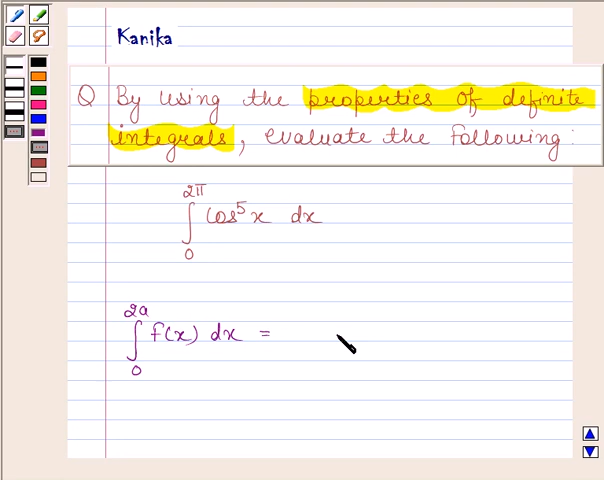 Kanika
Q By using the properties of definite
integrals, evaluate the following:
∫₀^2π cos⁵x dx
∫₀^2a f(x) dx =